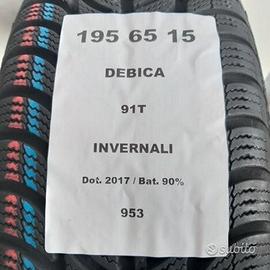 195 65 15
DEBICA
91T
INVERNALI
Dot. 2017 / Bat. 90%
953
subito